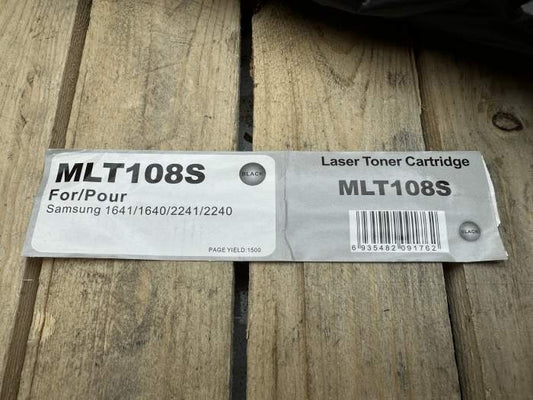 MLT108S
BLACK
For/Pour
Samsung 1641/1640/2241/2240
PAGE YIELD:1500
Laser Toner Cartridge
MLT108S
6 935482 091762
BLACK